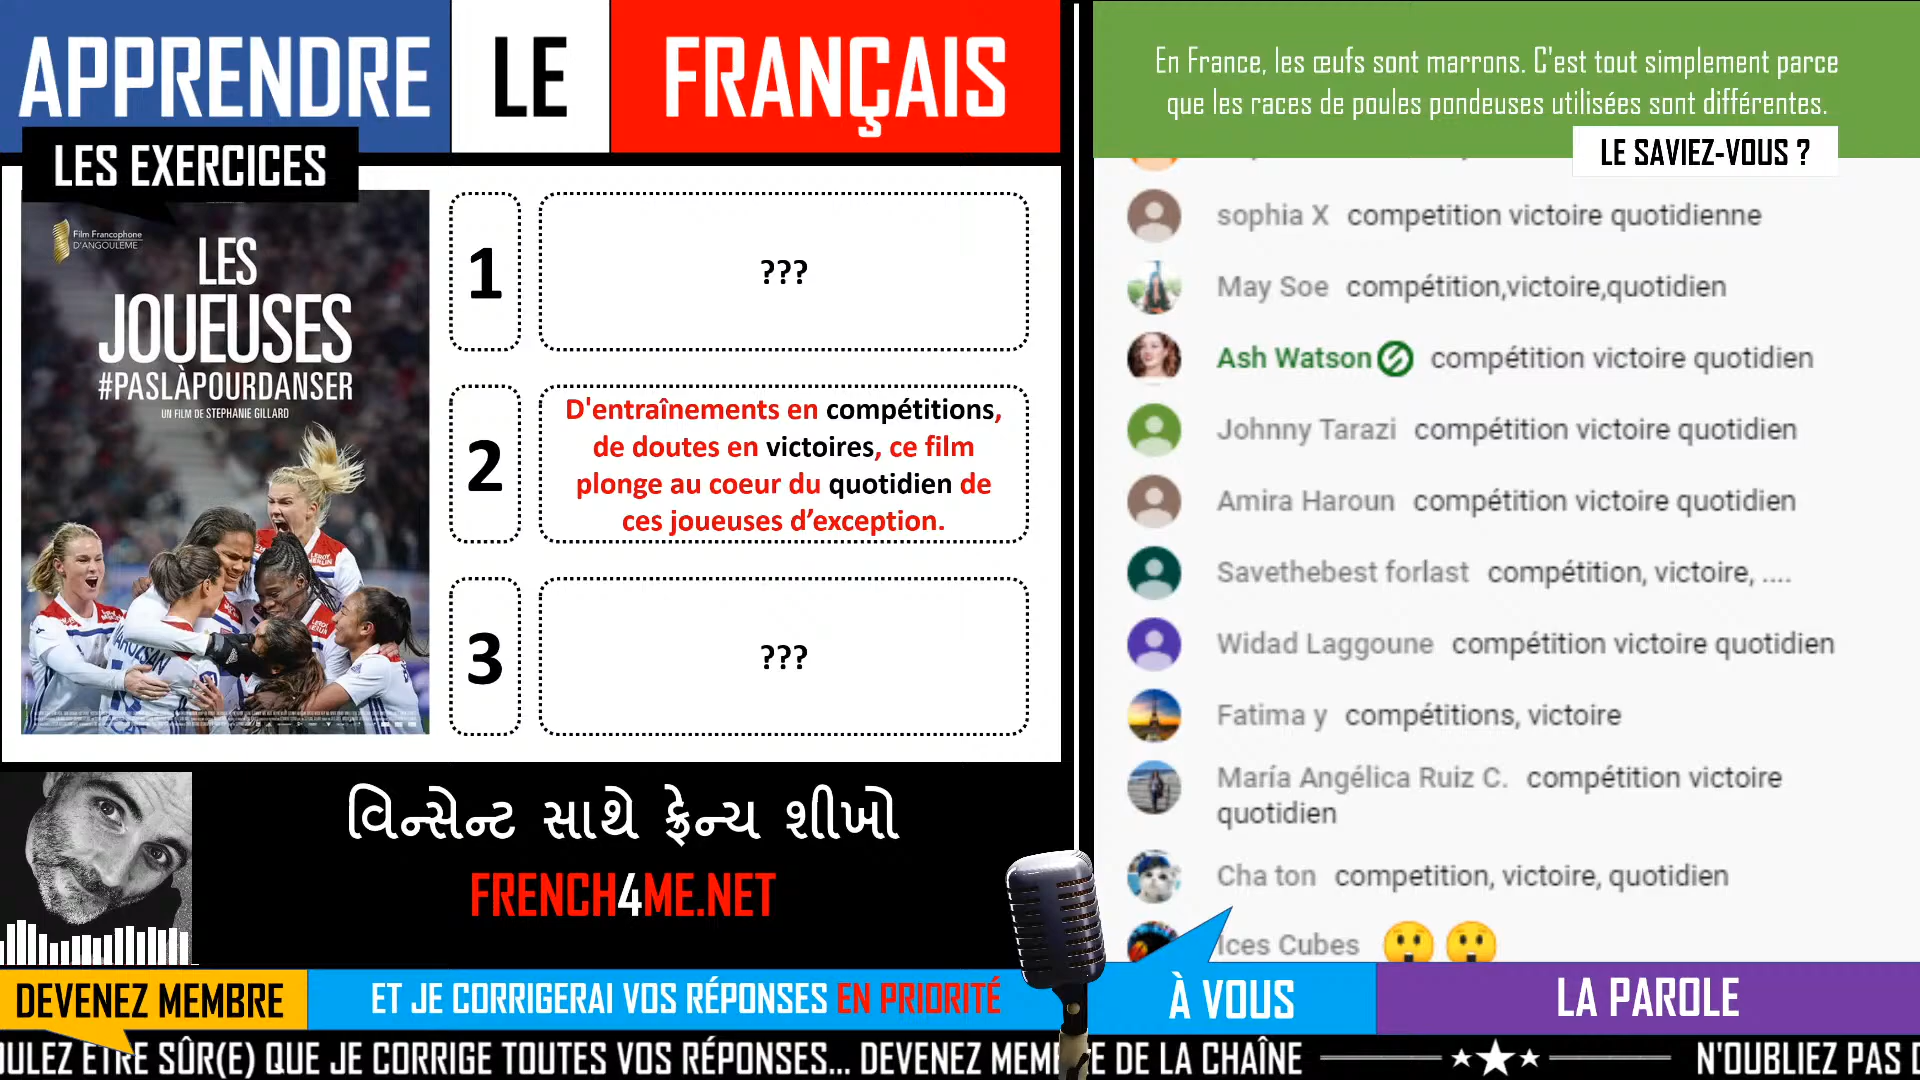 APPRENDRE LE FRANÇAIS
LES EXERCICES
Film Francophone
D'ANGOULÊME
LES
JOUEUSES
#PASLÀPOURDANSER
UN FILM DE STEPHANIE GILLARD
1
???
2
D'entraînements en compétitions,
de doutes en victoires, ce film
plonge au coeur du quotidien de
ces joueuses d’exception.
3
???
વિન્સેન્ટ સાથે ફ્રેન્ચ શીખો
FRENCH4ME.NET
En France, les œufs sont marrons. C'est tout simplement parce
que les races de poules pondeuses utilisées sont différentes.
LE SAVIEZ-VOUS ?
sophia X competition victoire quotidienne
May Soe compétition,victoire,quotidien
Ash Watson compétition victoire quotidien
Johnny Tarazi compétition victoire quotidien
Amira Haroun compétition victoire quotidien
Savethebest forlast compétition, victoire, ....
Widad Laggoune compétition victoire quotidien
Fatima y compétitions, victoire
María Angélica Ruiz C. compétition victoire
quotidien
Cha ton competition, victoire, quotidien
Ices Cubes 😲 😲
DEVENEZ MEMBRE
ET JE CORRIGERAI VOS RÉPONSES EN PRIORITÉ
À VOUS
LA PAROLE
OULEZ ETRE SÛR(E) QUE JE CORRIGE TOUTES VOS RÉPONSES... DEVENEZ MEMBRE DE LA CHAÎNE N'OUBLIEZ PAS